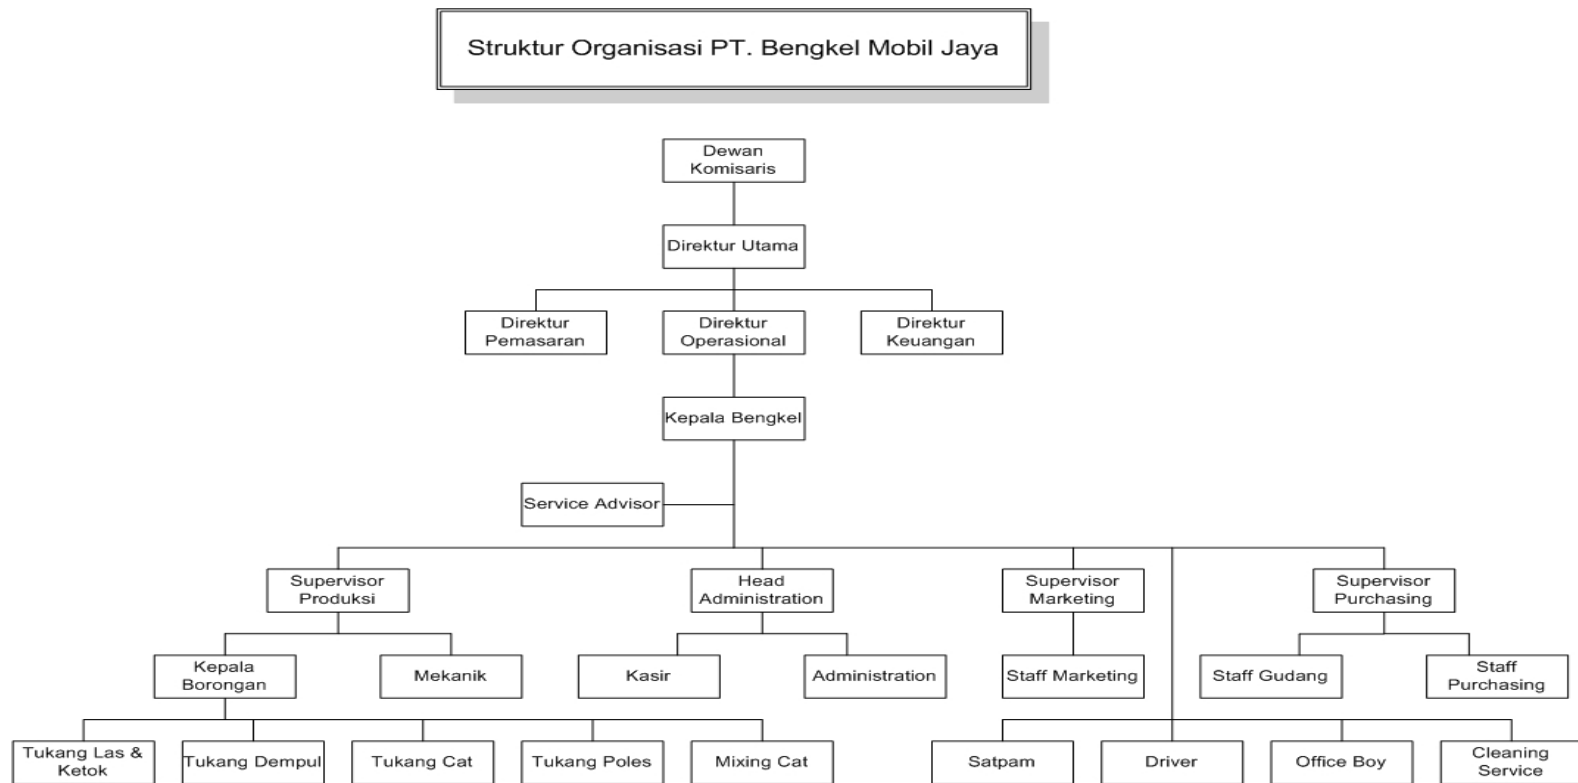 Struktur Organisasi PT. Bengkel Mobil Jaya
Dewan
Komisaris
Direktur Utama
Direktur
Pemasaran
Direktur
Operasional
Direktur
Keuangan
Kepala Bengkel
Service Advisor
Supervisor
Produksi
Head
Administration
Supervisor
Marketing
Supervisor
Purchasing
Kepala
Borongan
Mekanik
Kasir
Administration
Staff Marketing
Staff Gudang
Staff
Purchasing
Tukang Las &
Ketok
Tukang Dempul
Tukang Cat
Tukang Poles
Mixing Cat
Satpam
Driver
Office Boy
Cleaning
Service